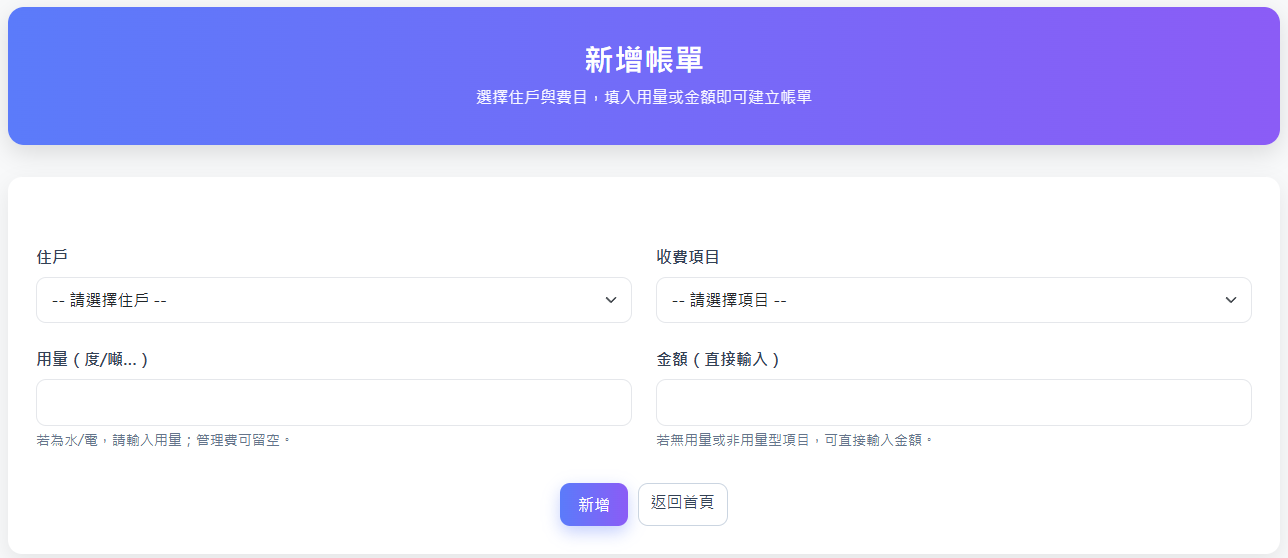 新增帳單
選擇住戶與費目，填入用量或金額即可建立帳單
住戶
收費項目
-- 請選擇住戶 --
-- 請選擇項目 --
用量（度/噸...）
金額（直接輸入）
若為水/電，請輸入用量；管理費可留空。
若無用量或非用量型項目，可直接輸入金額。
新增
返回首頁